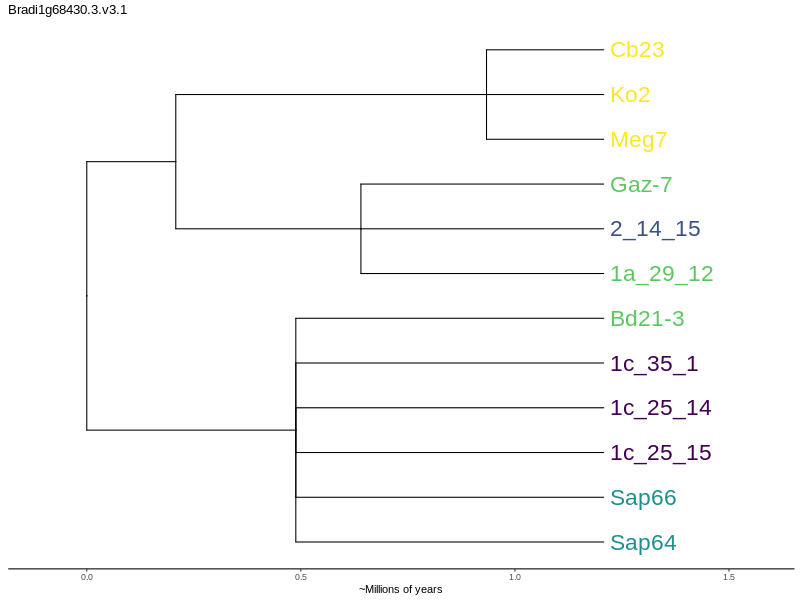 Bradi1g68430.3.v3.1
Cb23
Ko2
Meg7
Gaz-7
2_14_15
1a_29_12
Bd21-3
1c_35_1
1c_25_14
1c_25_15
Sap66
Sap64
0.0 0.5 1.0 1.5
~Millions of years